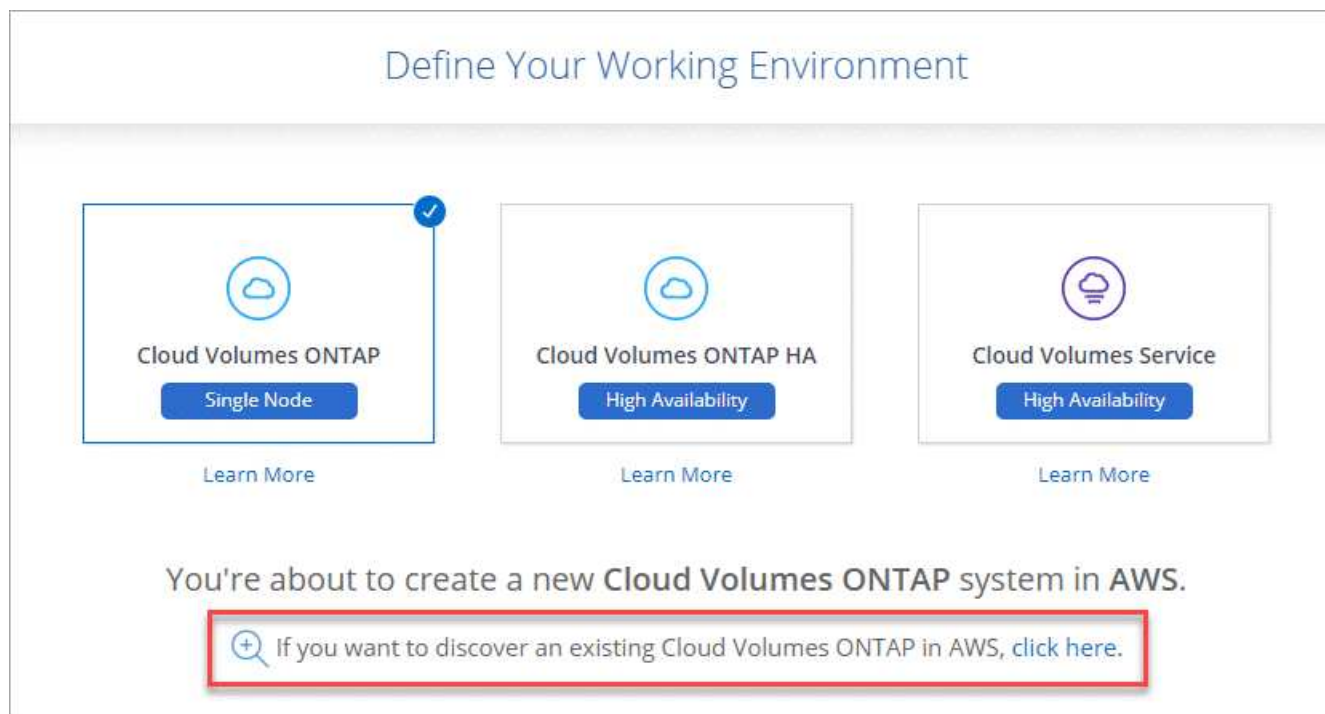 Define Your Working Environment
Cloud Volumes ONTAP
Single Node
Learn More
Cloud Volumes ONTAP HA
High Availability
Learn More
Cloud Volumes Service
High Availability
Learn More
You're about to create a new Cloud Volumes ONTAP system in AWS.
If you want to discover an existing Cloud Volumes ONTAP in AWS, click here.